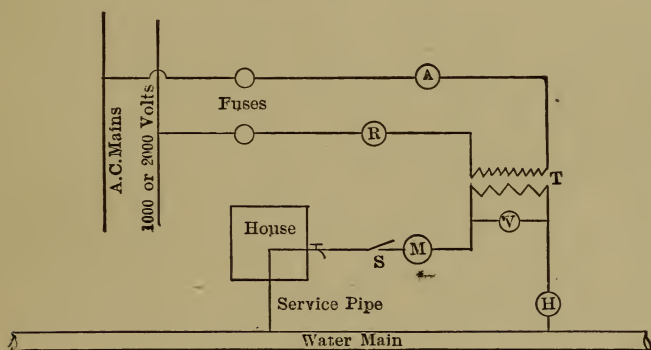 A.C. Mains
1000 or 2000 Volts
Fuses
A
R
T
V
House
S
M
Service Pipe
H
Water Main